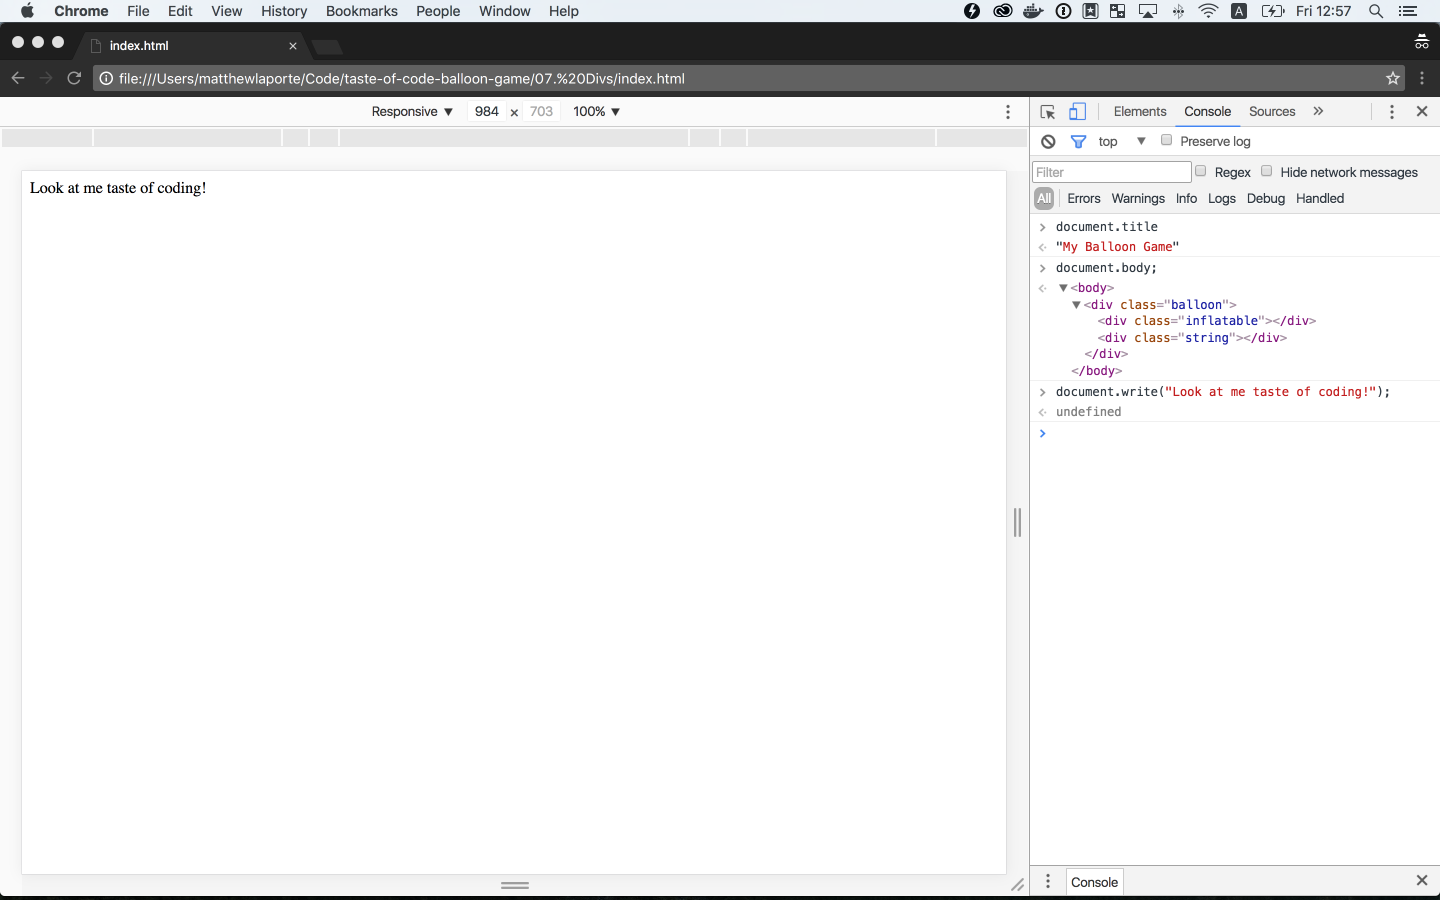 Chrome File Edit View History Bookmarks People Window Help A Fri 12:57
index.html
file:///Users/matthewlaporte/Code/taste-of-code-balloon-game/07.%20Divs/index.html
Responsive ▼ 984 × 703 100% ▼
Look at me taste of coding!
Elements Console Sources »
top ▼ Preserve log
Filter Regex Hide network messages
All Errors Warnings Info Logs Debug Handled
> document.title
"My Balloon Game"
> document.body;
▼<body>
▼<div class="balloon">
<div class="inflatable"></div>
<div class="string"></div>
</div>
</body>
> document.write("Look at me taste of coding!");
undefined
>
Console